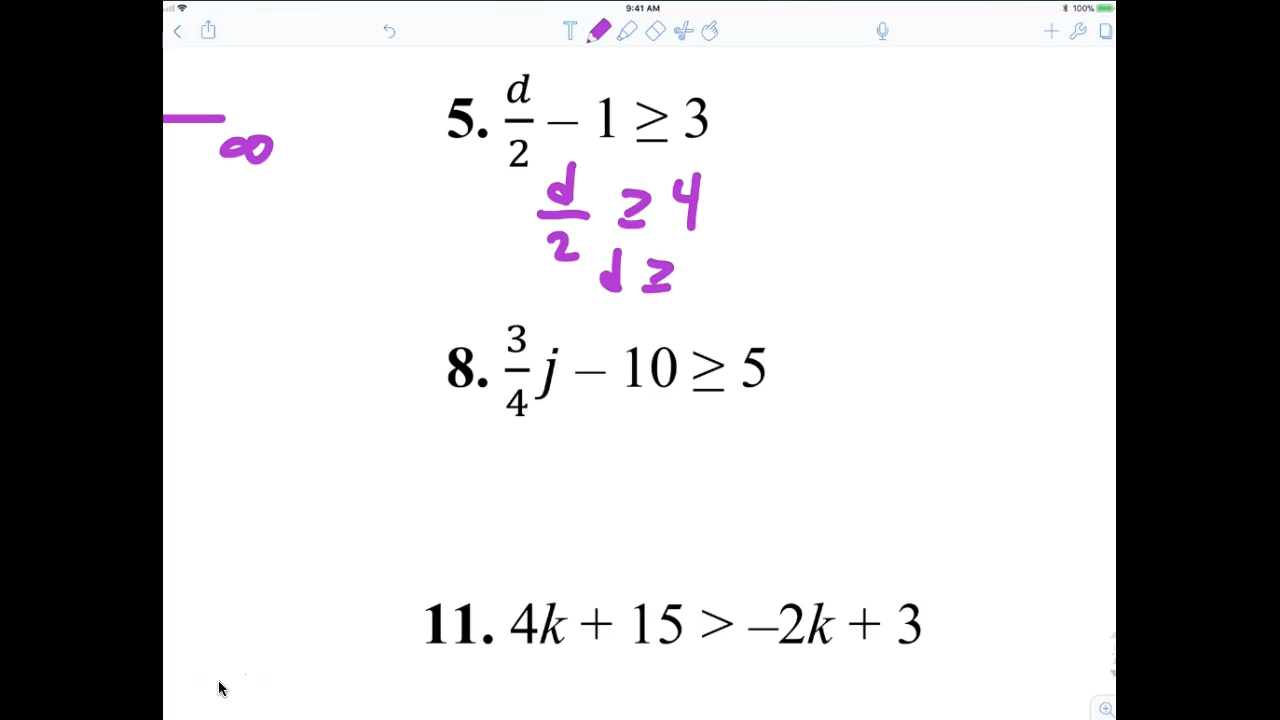 9:41 AM
100%
5. d/2 – 1 ≥ 3
∞
d/2 ≥ 4
d ≥
8. 3/4 j – 10 ≥ 5
11. 4k + 15 > –2k + 3